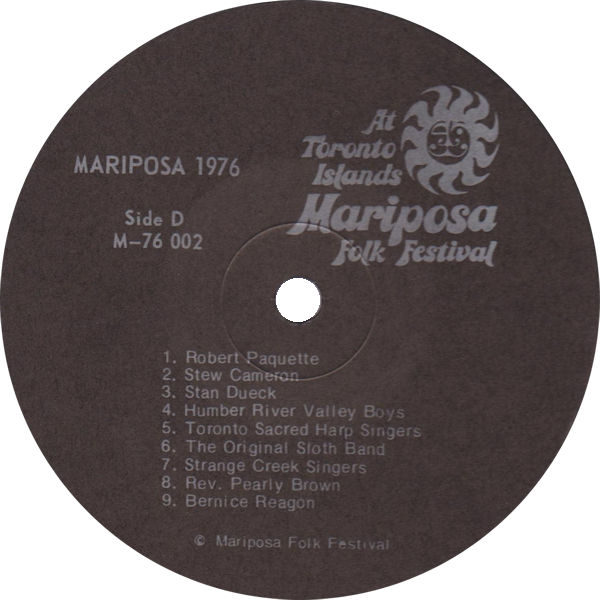 MARIPOSA 1976
Side D
M-76 002
At
Toronto
Islands
Mariposa
Folk Festival
1. Robert Paquette
2. Stew Cameron
3. Stan Dueck
4. Humber River Valley Boys
5. Toronto Sacred Harp Singers
6. The Original Sloth Band
7. Strange Creek Singers
8. Rev. Pearly Brown
9. Bernice Reagon
© Mariposa Folk Festival